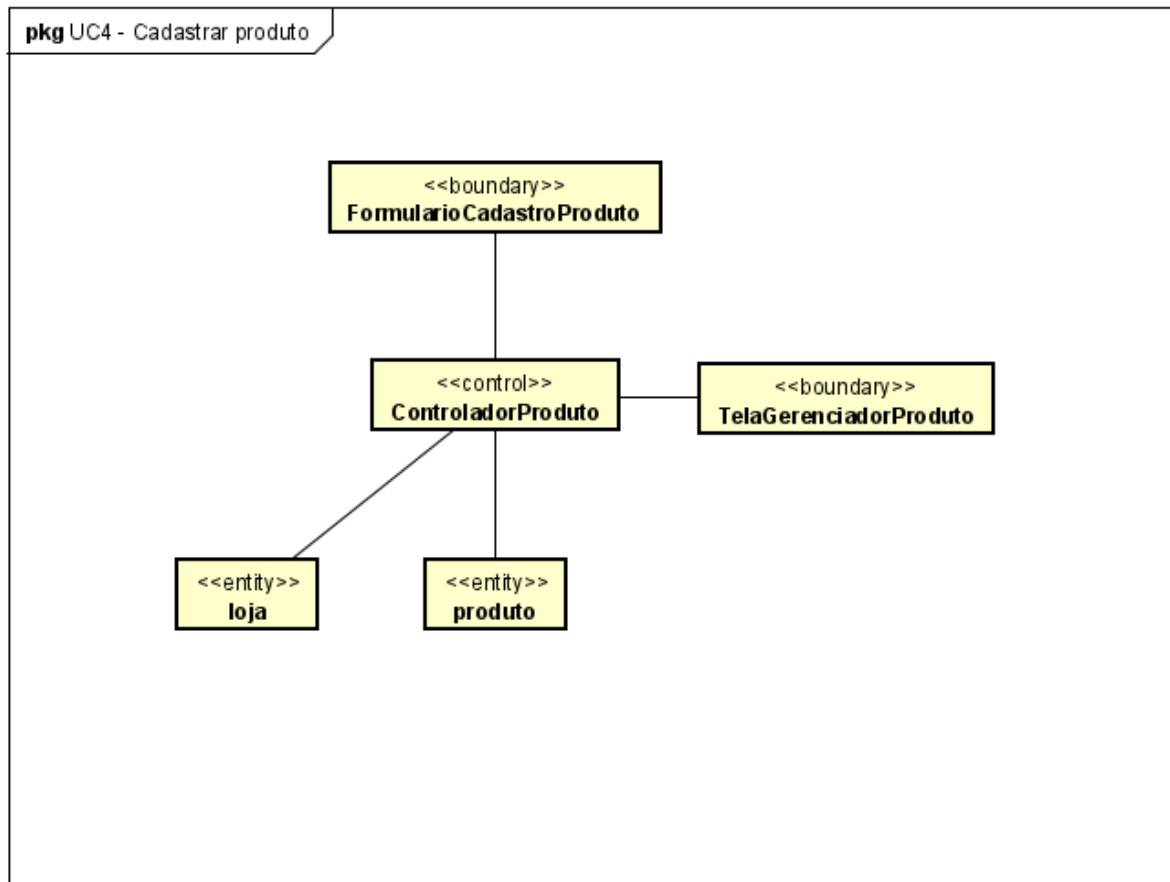 pkg UC4 - Cadastrar produto
<<boundary>>
FormularioCadastroProduto
<<control>>
ControladorProduto
<<boundary>>
TelaGerenciadorProduto
<<entity>>
loja
<<entity>>
produto